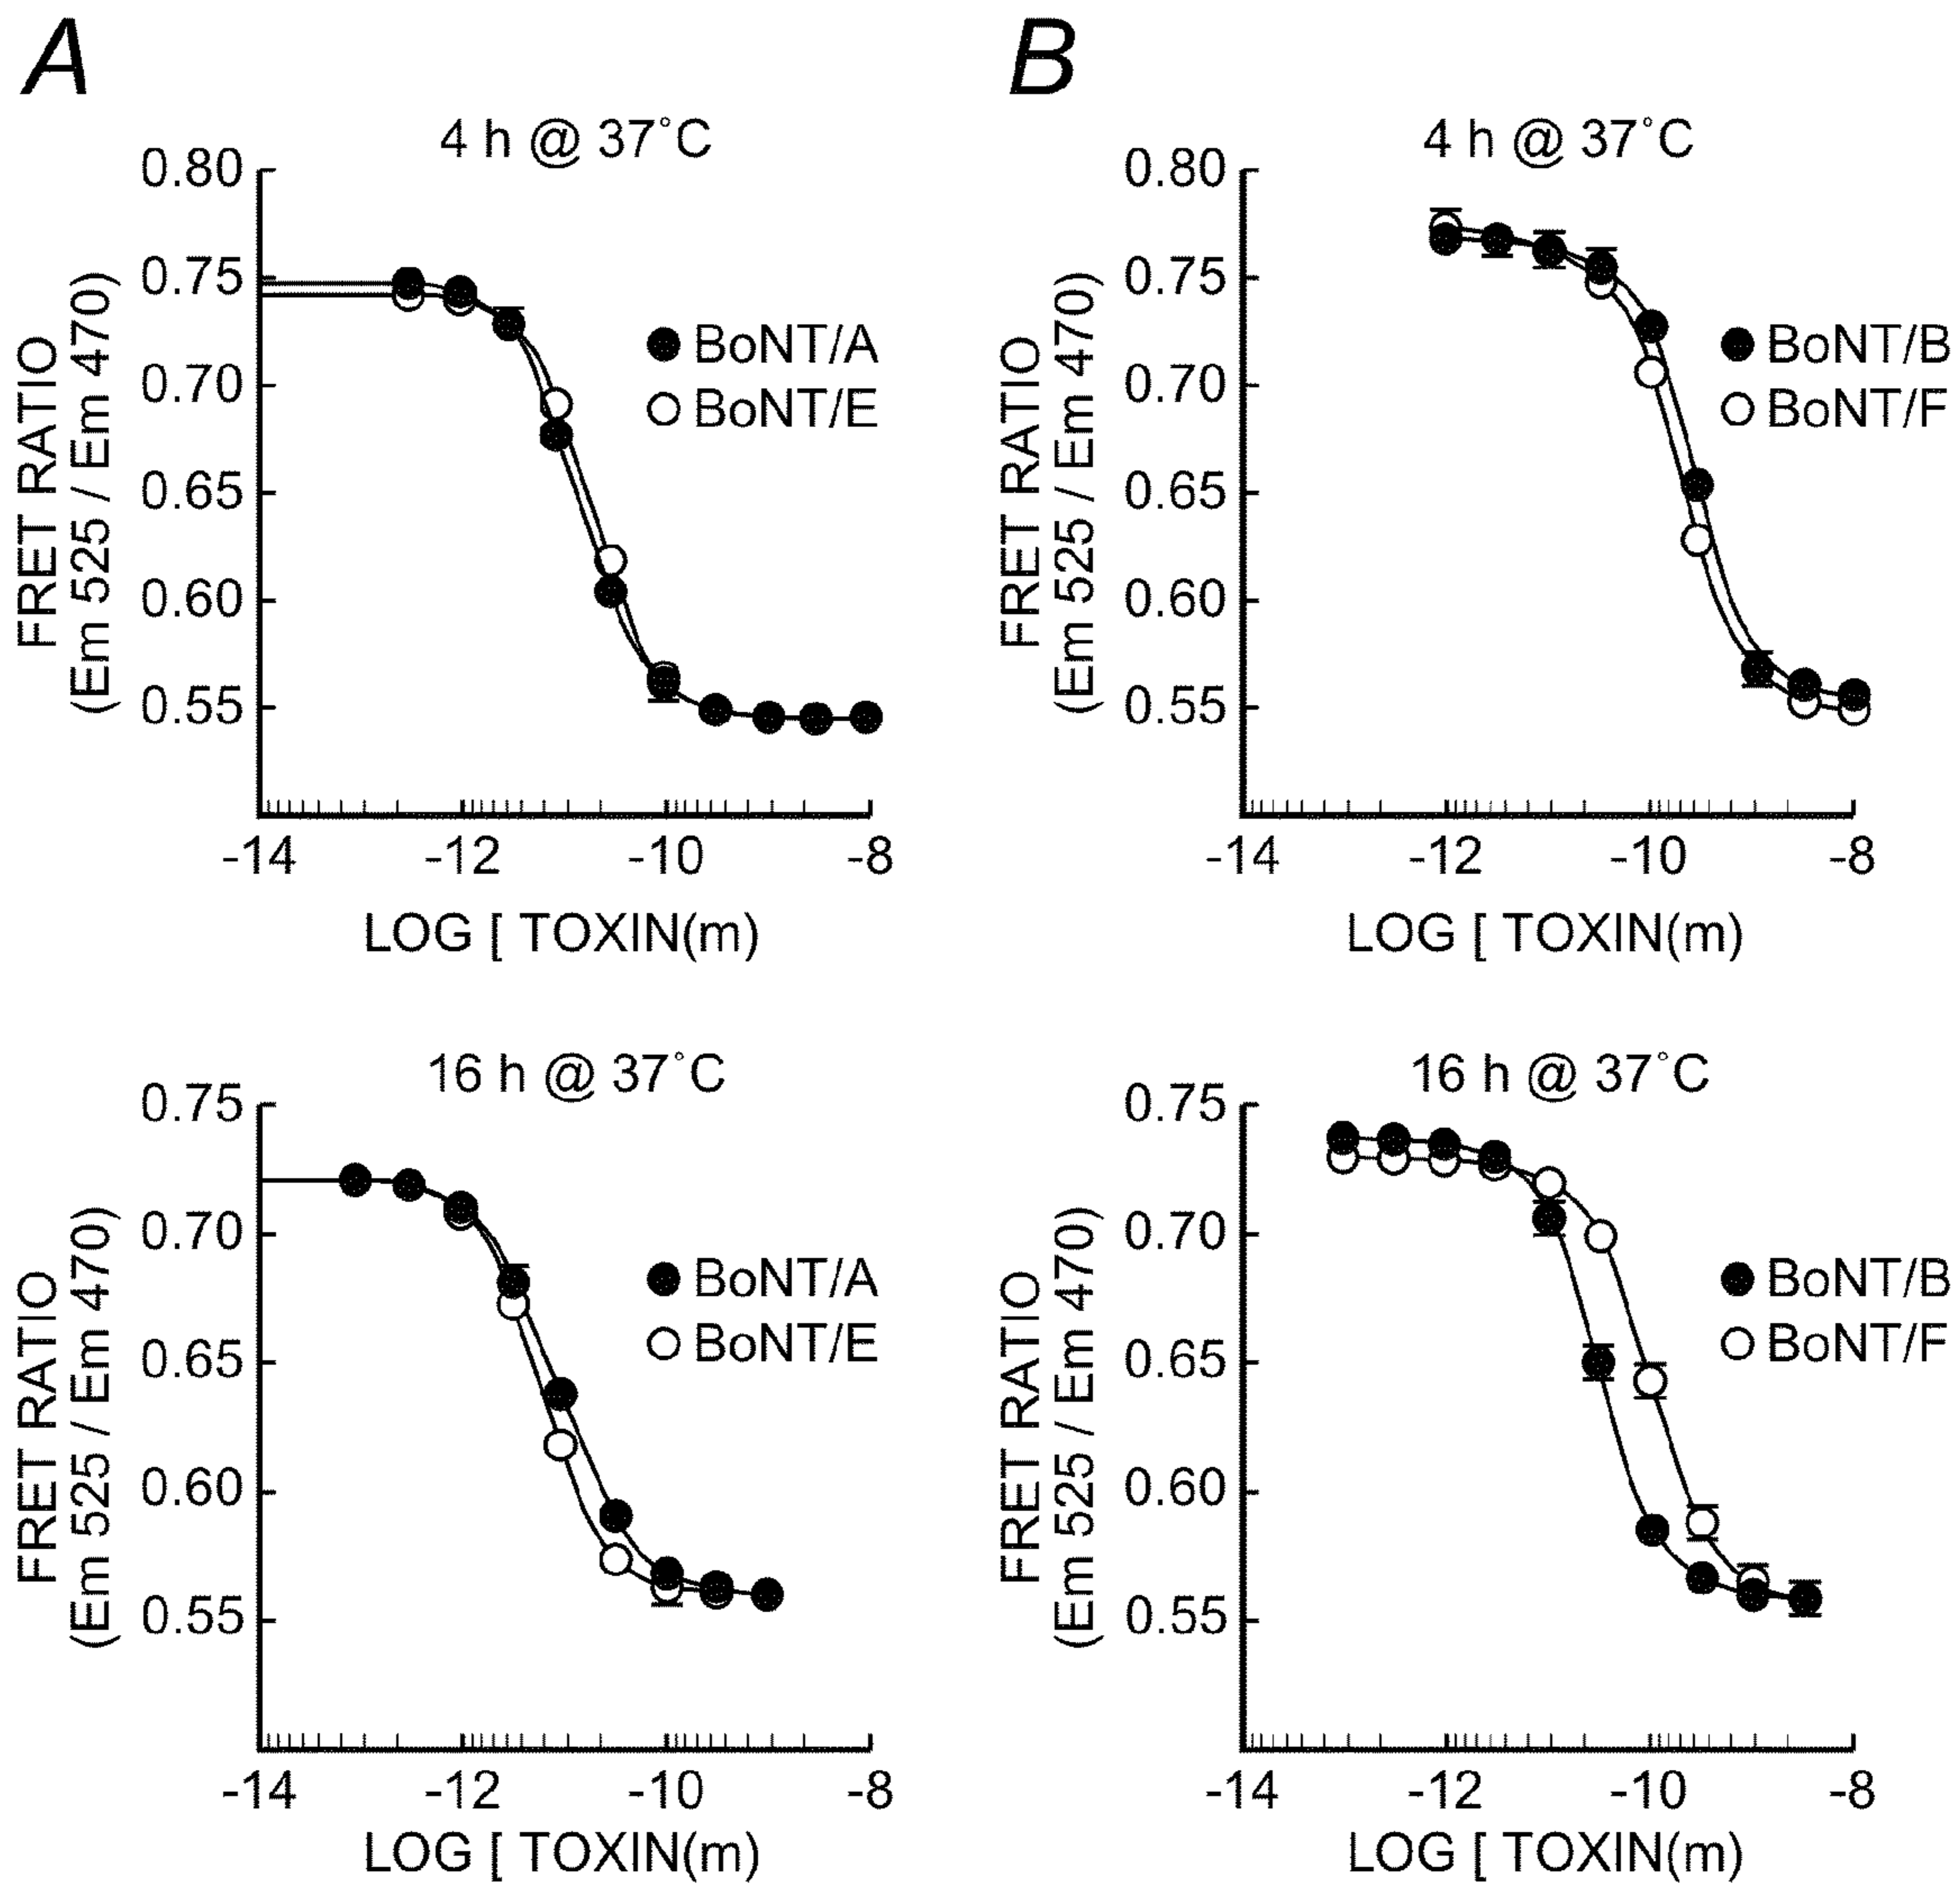 A
4 h @ 37°C
0.80
0.75
0.70
0.65
0.60
0.55
FRET RATIO
(Em 525 / Em 470)
BoNT/A
BoNT/E
-14 -12 -10 -8
LOG [ TOXIN(m)
B
4 h @ 37°C
0.80
0.75
0.70
0.65
0.60
0.55
FRET RATIO
(Em 525 / Em 470)
BoNT/B
BoNT/F
-14 -12 -10 -8
LOG [ TOXIN(m)
16 h @ 37°C
0.75
0.70
0.65
0.60
0.55
FRET RATIO
(Em 525 / Em 470)
BoNT/A
BoNT/E
-14 -12 -10 -8
LOG [ TOXIN(m)
16 h @ 37°C
0.75
0.70
0.65
0.60
0.55
FRET RATIO
(Em 525 / Em 470)
BoNT/B
BoNT/F
-14 -12 -10 -8
LOG [ TOXIN(m)